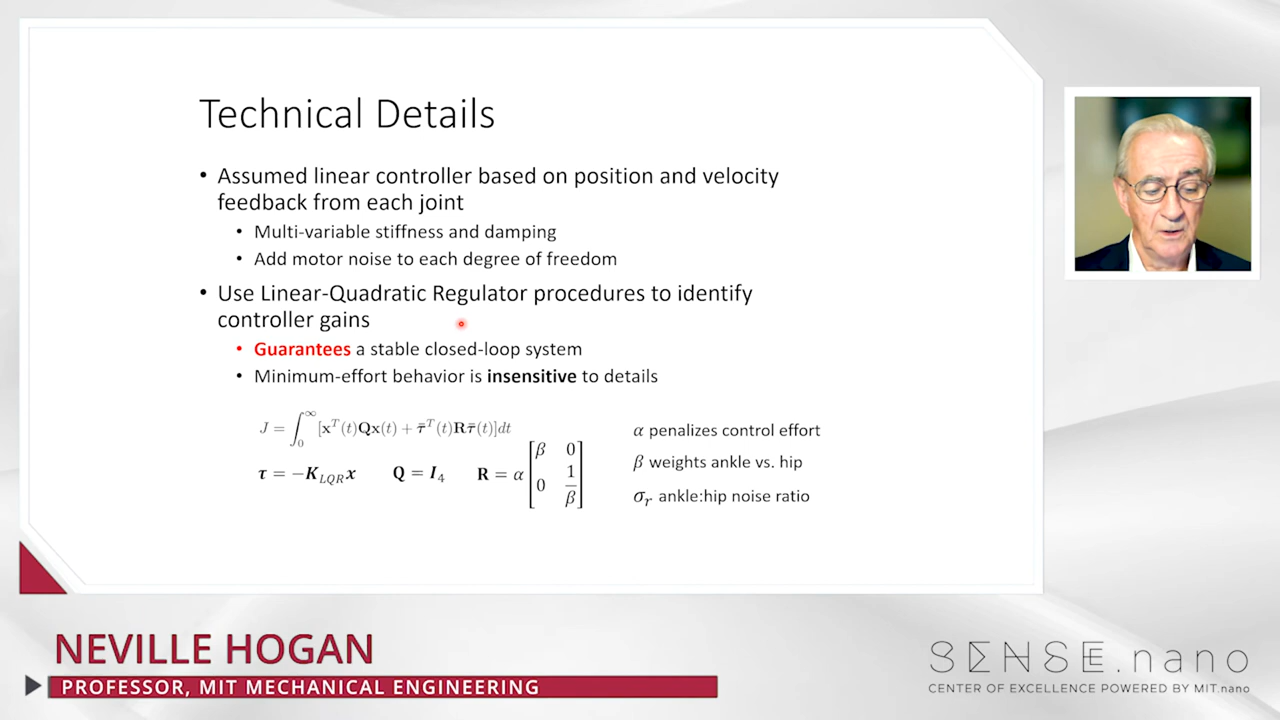 Technical Details
• Assumed linear controller based on position and velocity
feedback from each joint
• Multi-variable stiffness and damping
• Add motor noise to each degree of freedom
• Use Linear-Quadratic Regulator procedures to identify
controller gains
• Guarantees a stable closed-loop system
• Minimum-effort behavior is insensitive to details
J = ∫₀^∞ [xᵀ(t)Qx(t) + τ̄ᵀ(t)Rτ̄(t)]dt
α penalizes control effort
τ = −K_LQR x   Q = I₄   R = α [β 0; 0 1/β]
β weights ankle vs. hip
σᵣ ankle:hip noise ratio
NEVILLE HOGAN
PROFESSOR, MIT MECHANICAL ENGINEERING
SENSE.nano
CENTER OF EXCELLENCE POWERED BY MIT.nano